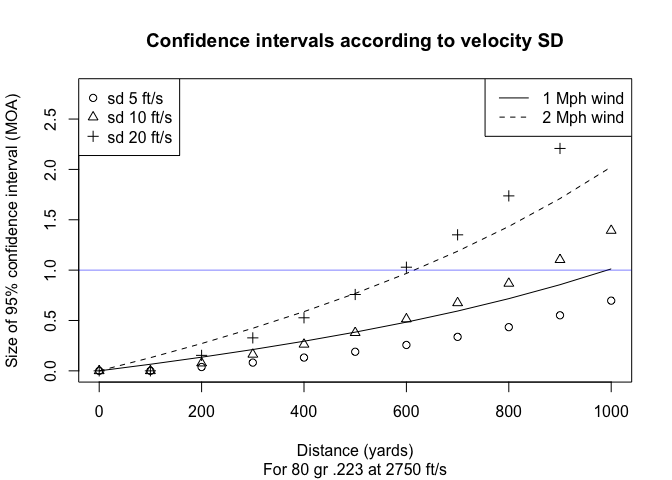 Confidence intervals according to velocity SD
sd 5 ft/s
sd 10 ft/s
sd 20 ft/s
1 Mph wind
2 Mph wind
Size of 95% confidence interval (MOA)
2.5
2.0
1.5
1.0
0.5
0.0
0 200 400 600 800 1000
Distance (yards)
For 80 gr .223 at 2750 ft/s